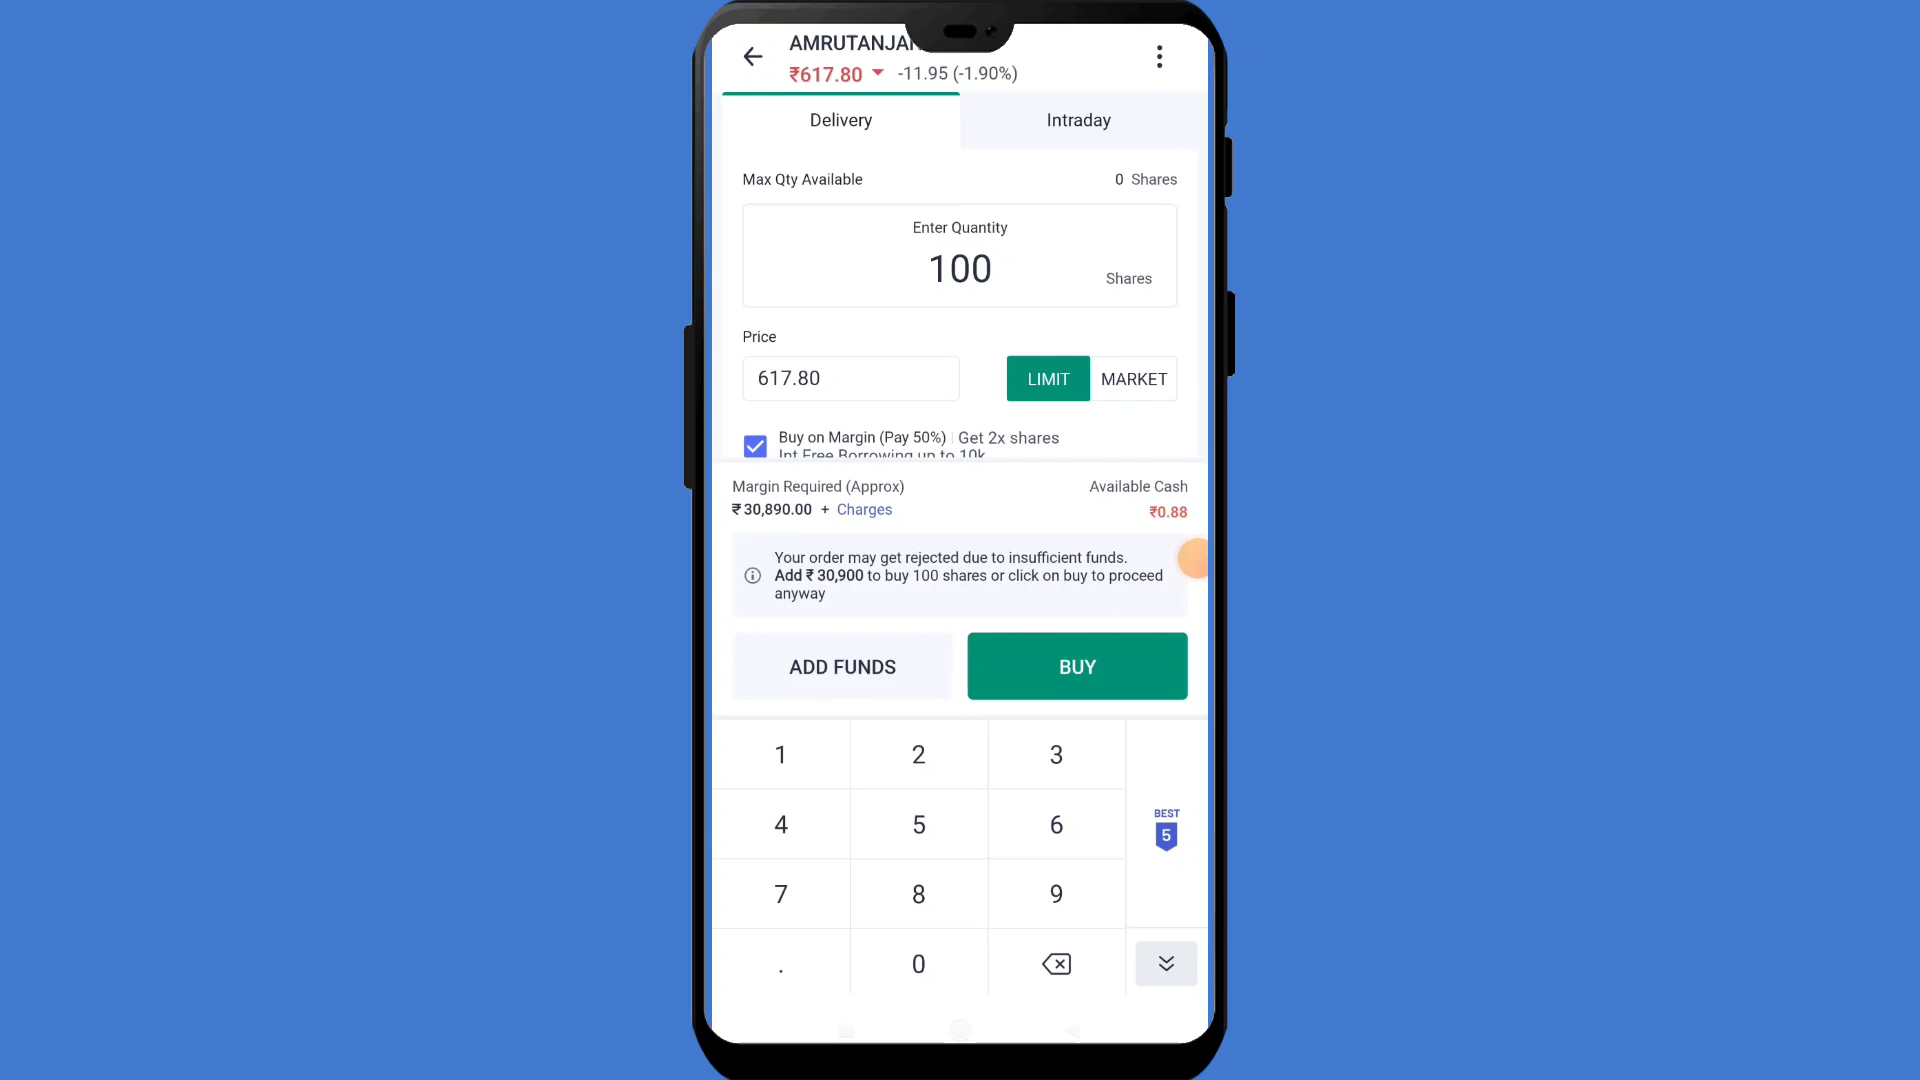 AMRUTANJAN
₹617.80 -11.95 (-1.90%)
Delivery
Intraday
Max Qty Available
0 Shares
Enter Quantity
100
Shares
Price
617.80
LIMIT
MARKET
Buy on Margin (Pay 50%) | Get 2x shares
Int Free Borrowing up to 10k
Margin Required (Approx)
Available Cash
₹30,890.00 + Charges
₹0.88
Your order may get rejected due to insufficient funds.
Add ₹ 30,900 to buy 100 shares or click on buy to proceed
anyway
ADD FUNDS
BUY
1 2 3
4 5 6
BEST
5
7 8 9
. 0